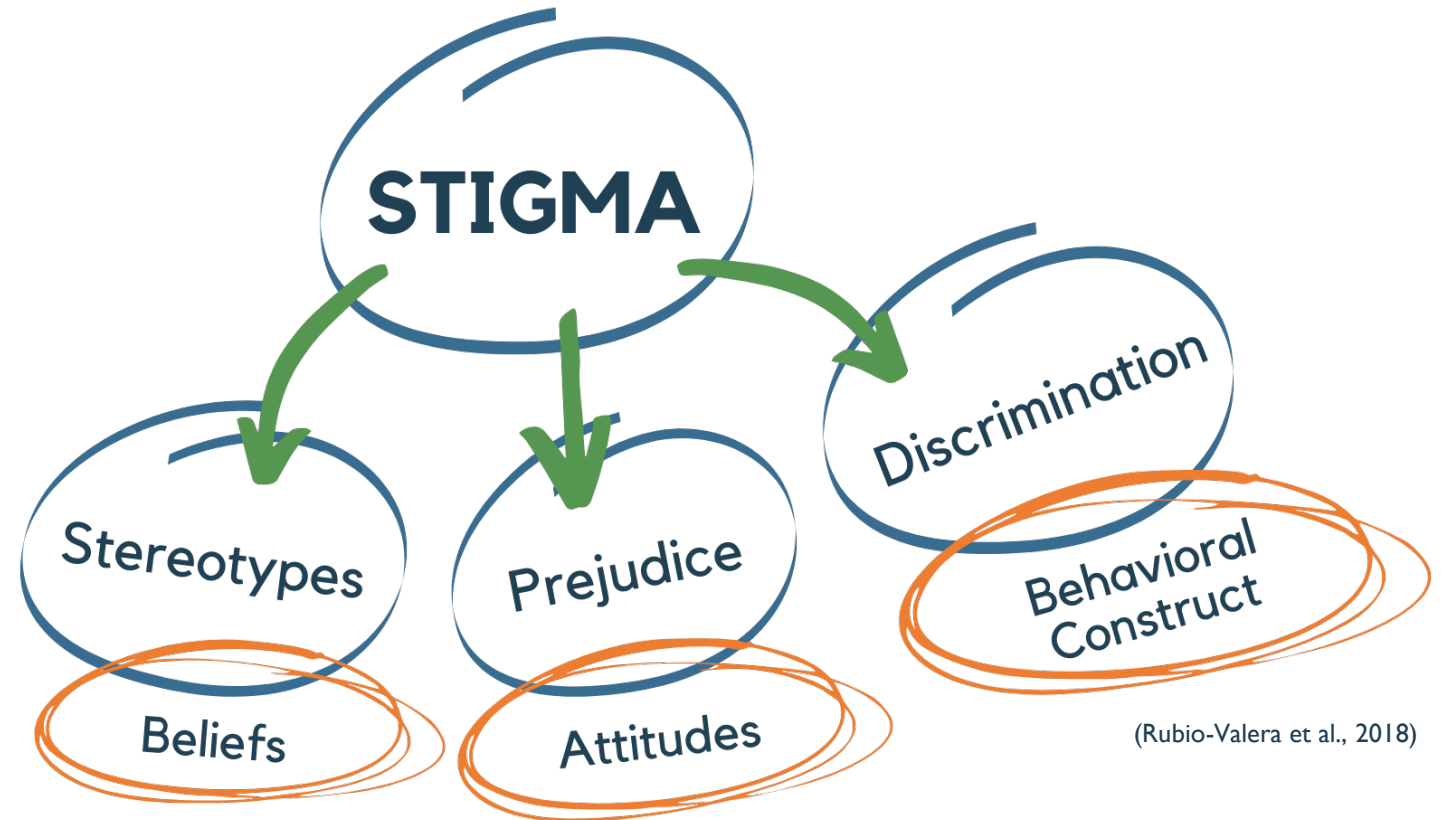 STIGMA
Stereotypes
Beliefs
Prejudice
Attitudes
Discrimination
Behavioral
Construct
(Rubio-Valera et al., 2018)